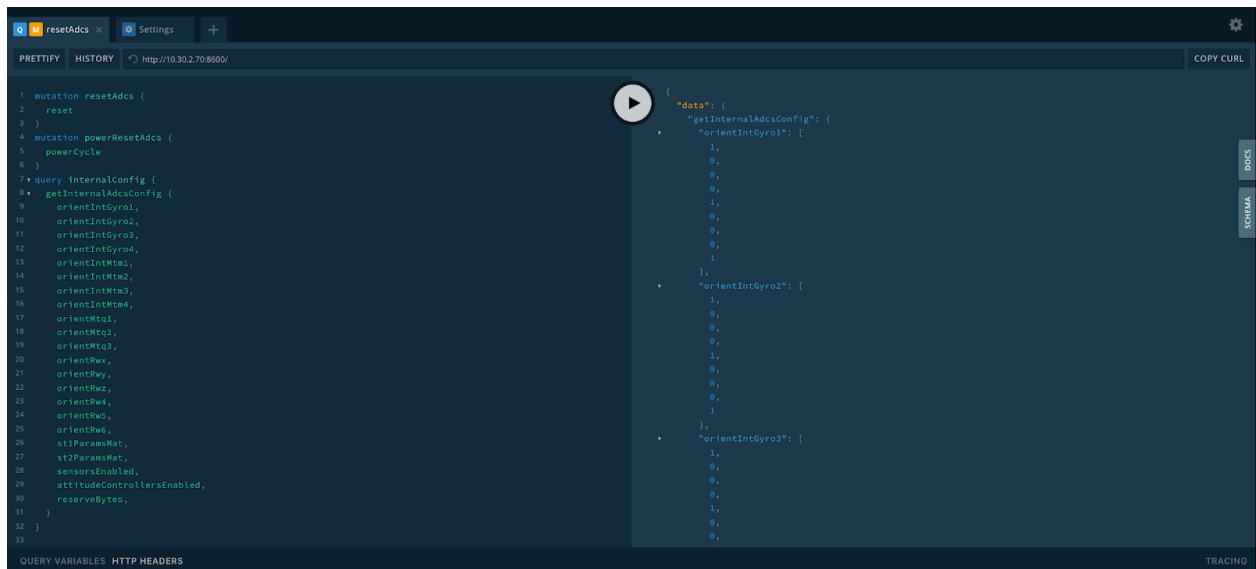 Q M resetAdcs × Settings +
PRETTIFY HISTORY http://10.30.2.70:8600/ COPY CURL
1 mutation resetAdcs {
2 reset
3 }
4 mutation powerResetAdcs {
5 powerCycle
6 }
7 query internalConfig {
8 getInternalAdcsConfig {
9 orientIntGyro1,
10 orientIntGyro2,
11 orientIntGyro3,
12 orientIntGyro4,
13 orientIntMtm1,
14 orientIntMtm2,
15 orientIntMtm3,
16 orientIntMtm4,
17 orientMtq1,
18 orientMtq2,
19 orientMtq3,
20 orientRwx,
21 orientRwy,
22 orientRwz,
23 orientRw4,
24 orientRw5,
25 orientRw6,
26 st1ParamsMat,
27 st2ParamsMat,
28 sensorsEnabled,
29 attitudeControllersEnabled,
30 reserveBytes,
31 }
32 }
33
{
"data": {
"getInternalAdcsConfig": {
"orientIntGyro1": [
1,
0,
0,
0,
1,
0,
0,
0,
1
],
"orientIntGyro2": [
1,
0,
0,
0,
1,
0,
0,
0,
1
],
"orientIntGyro3": [
1,
0,
0,
0,
1,
0,
0,
DOCS
SCHEMA
QUERY VARIABLES HTTP HEADERS TRACING